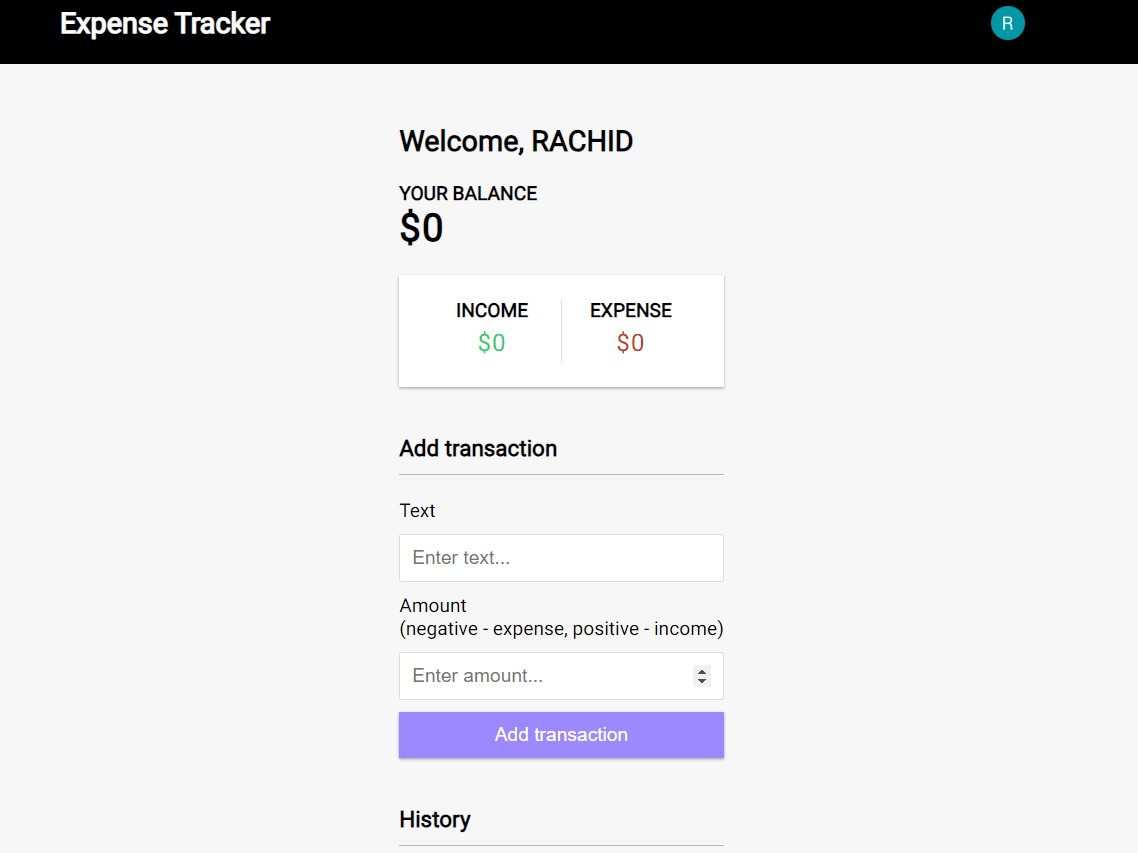 Expense Tracker
R
Welcome, RACHID
YOUR BALANCE
$0
INCOME EXPENSE
$0 $0
Add transaction
Text
Enter text...
Amount
(negative - expense, positive - income)
Enter amount...
Add transaction
History